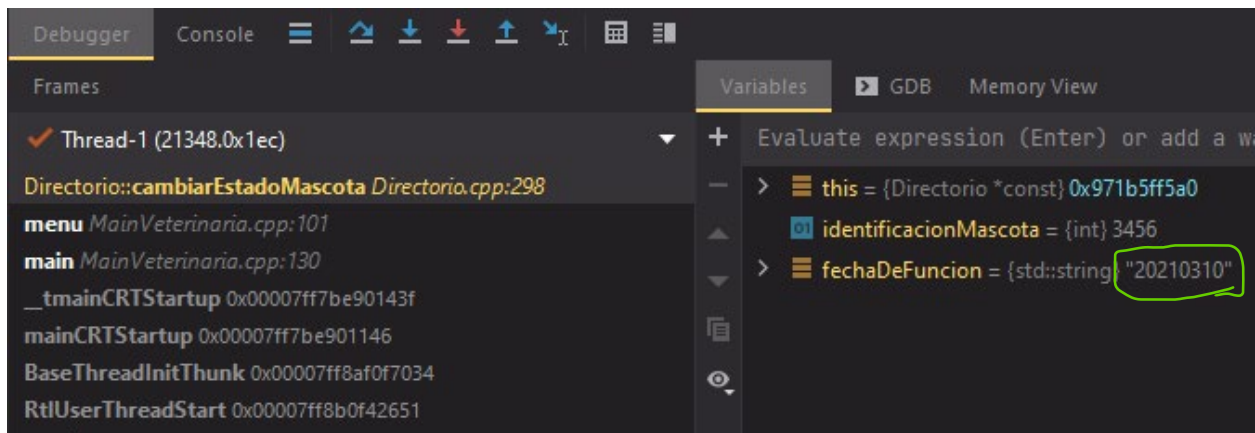 Debugger Console
Frames
Thread-1 (21348.0x1ec)
Directorio::cambiarEstadoMascota Directorio.cpp:298
menu MainVeterinaria.cpp:101
main MainVeterinaria.cpp:130
__tmainCRTStartup 0x00007ff7be90143f
mainCRTStartup 0x00007ff7be901146
BaseThreadInitThunk 0x00007ff8af0f7034
RtlUserThreadStart 0x00007ff8b0f42651
Variables GDB Memory View
Evaluate expression (Enter) or add a wa
this = {Directorio *const} 0x971b5ff5a0
01 identificacionMascota = {int} 3456
fechaDeFuncion = {std::string} "20210310"